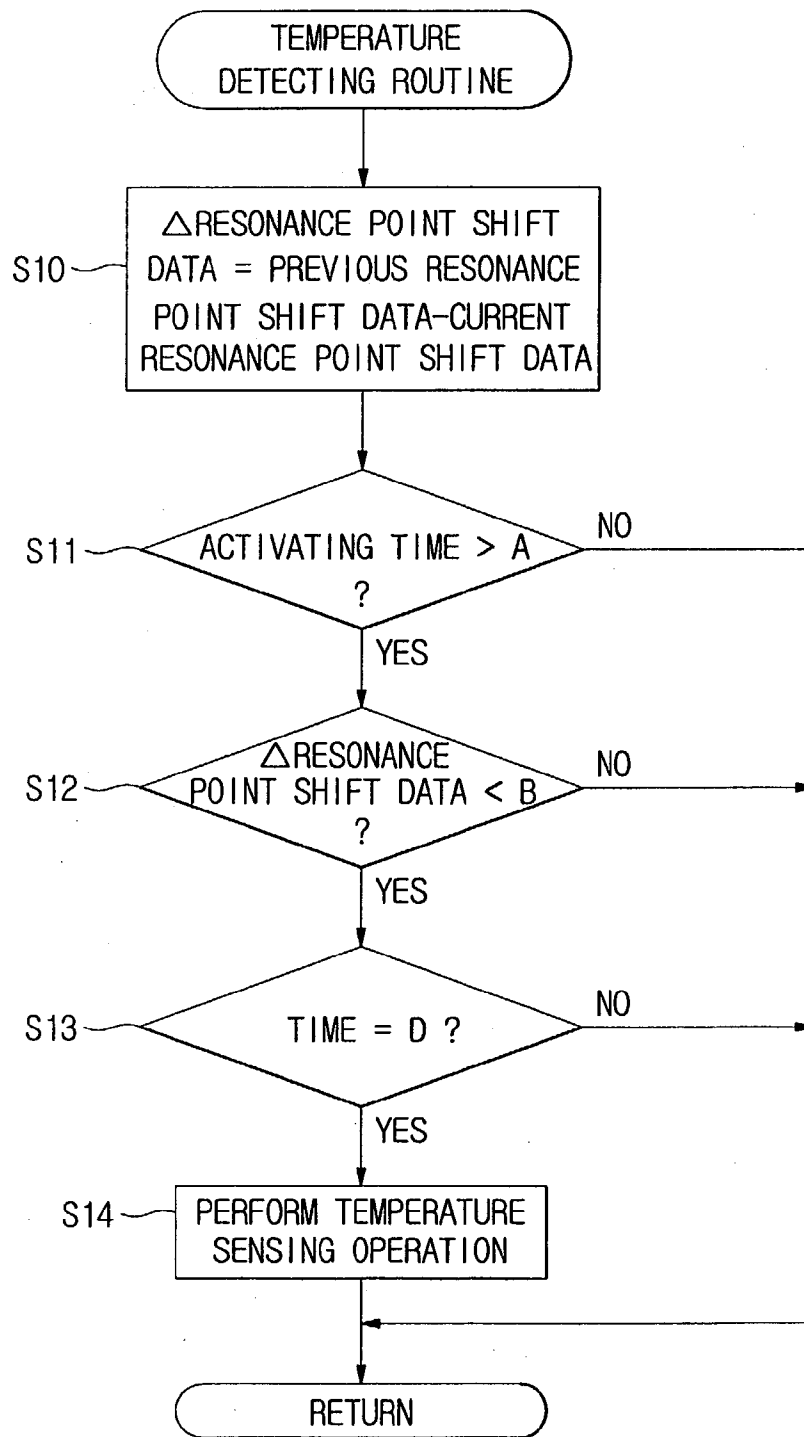 TEMPERATURE
DETECTING ROUTINE
S10
△RESONANCE POINT SHIFT
DATA = PREVIOUS RESONANCE
POINT SHIFT DATA-CURRENT
RESONANCE POINT SHIFT DATA
S11
ACTIVATING TIME > A
?
NO
YES
S12
△RESONANCE
POINT SHIFT DATA < B
?
NO
YES
S13
TIME = D ?
NO
YES
S14
PERFORM TEMPERATURE
SENSING OPERATION
RETURN